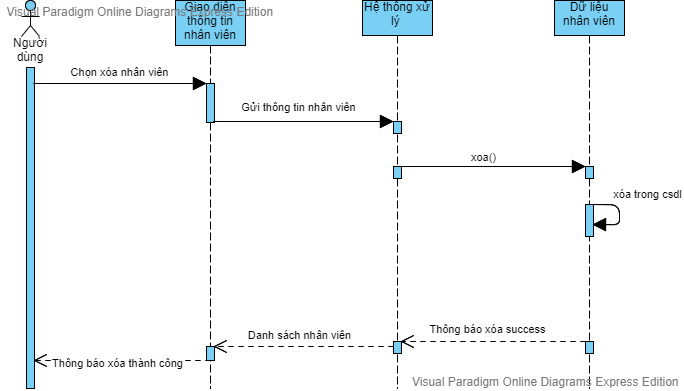 Visual Paradigm Online Diagrams Express Edition
Người
dùng
Giao diện
thông tin
nhân viên
Hệ thống xử
lý
Dữ liệu
nhân viên
Chọn xóa nhân viên
Gửi thông tin nhân viên
xoa()
xóa trong csdl
Thông báo xóa success
Danh sách nhân viên
Thông báo xóa thành công
Visual Paradigm Online Diagrams Express Edition